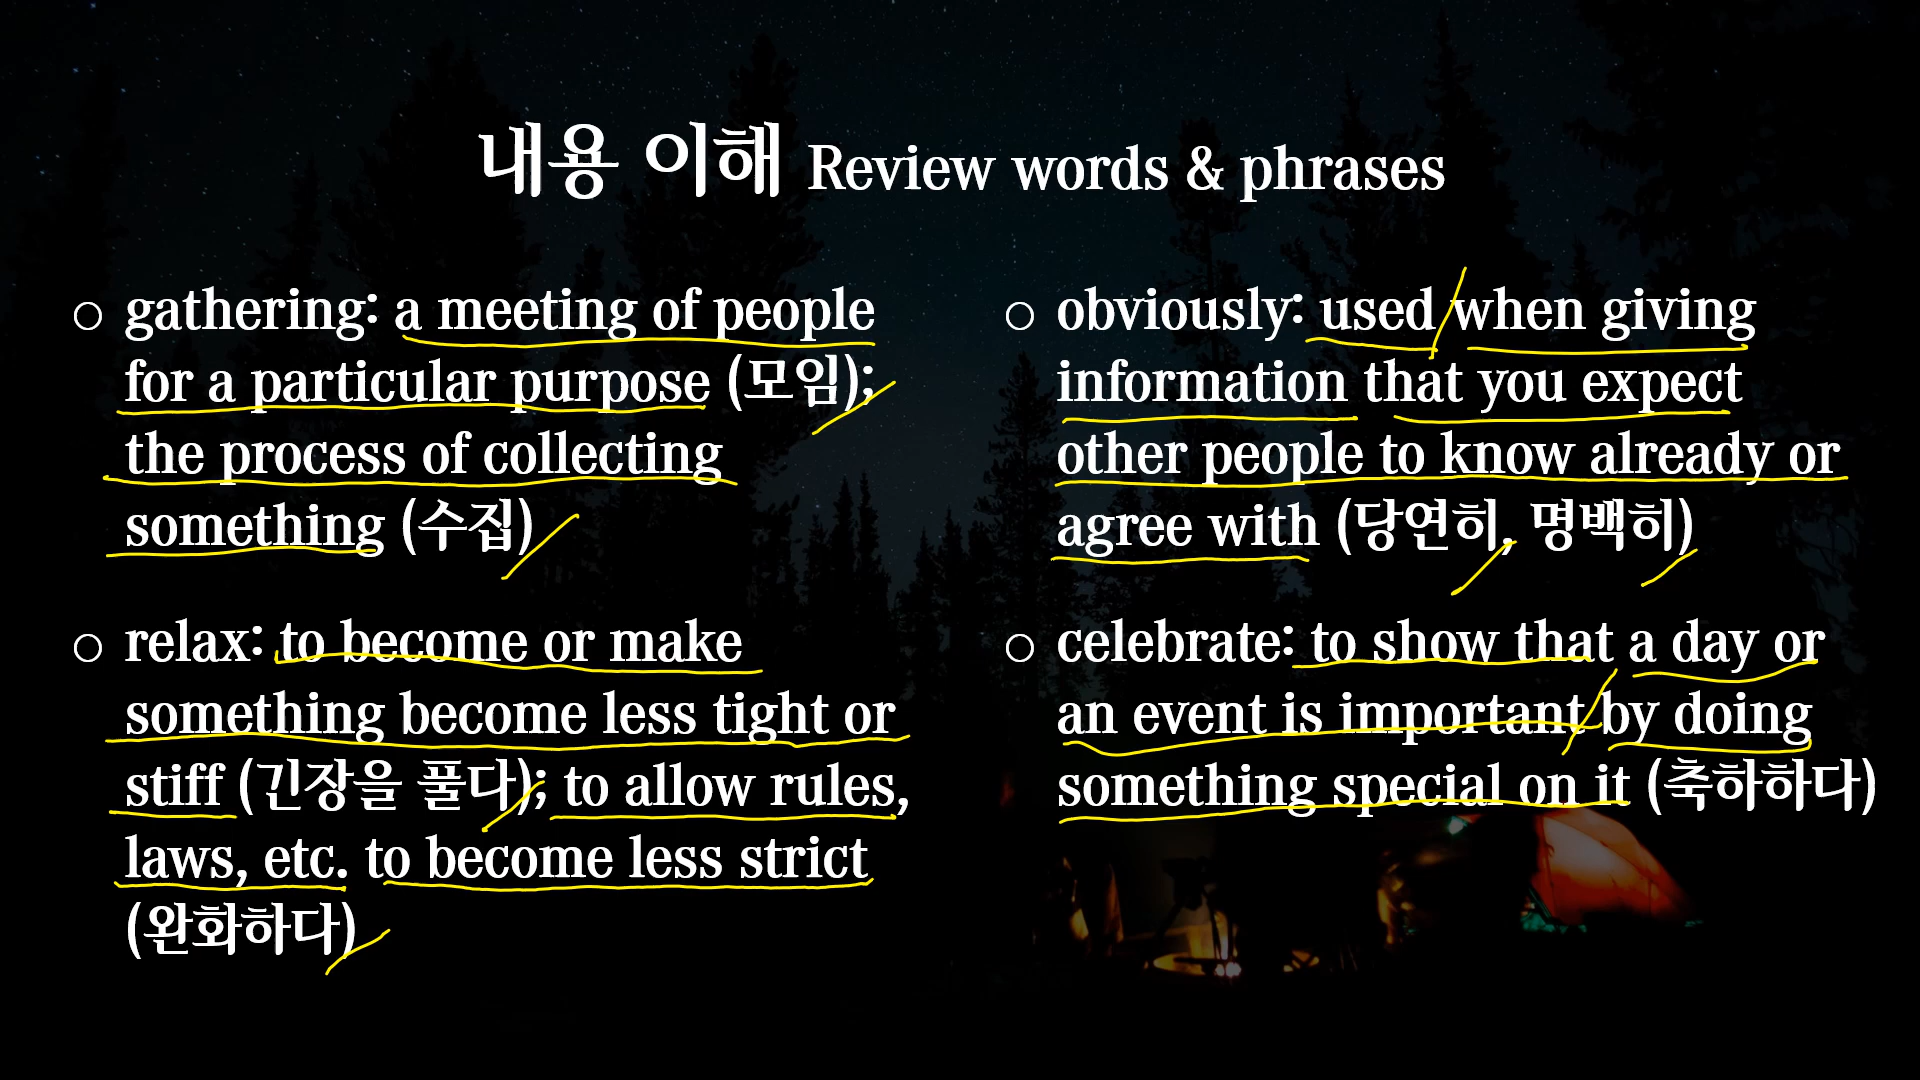 내용 이해 Review words & phrases
○ gathering: a meeting of people
for a particular purpose (모임);
the process of collecting
something (수집)
○ relax: to become or make
something become less tight or
stiff (긴장을 풀다); to allow rules,
laws, etc. to become less strict
(완화하다)
○ obviously: used when giving
information that you expect
other people to know already or
agree with (당연히, 명백히)
○ celebrate: to show that a day or
an event is important by doing
something special on it (축하하다)